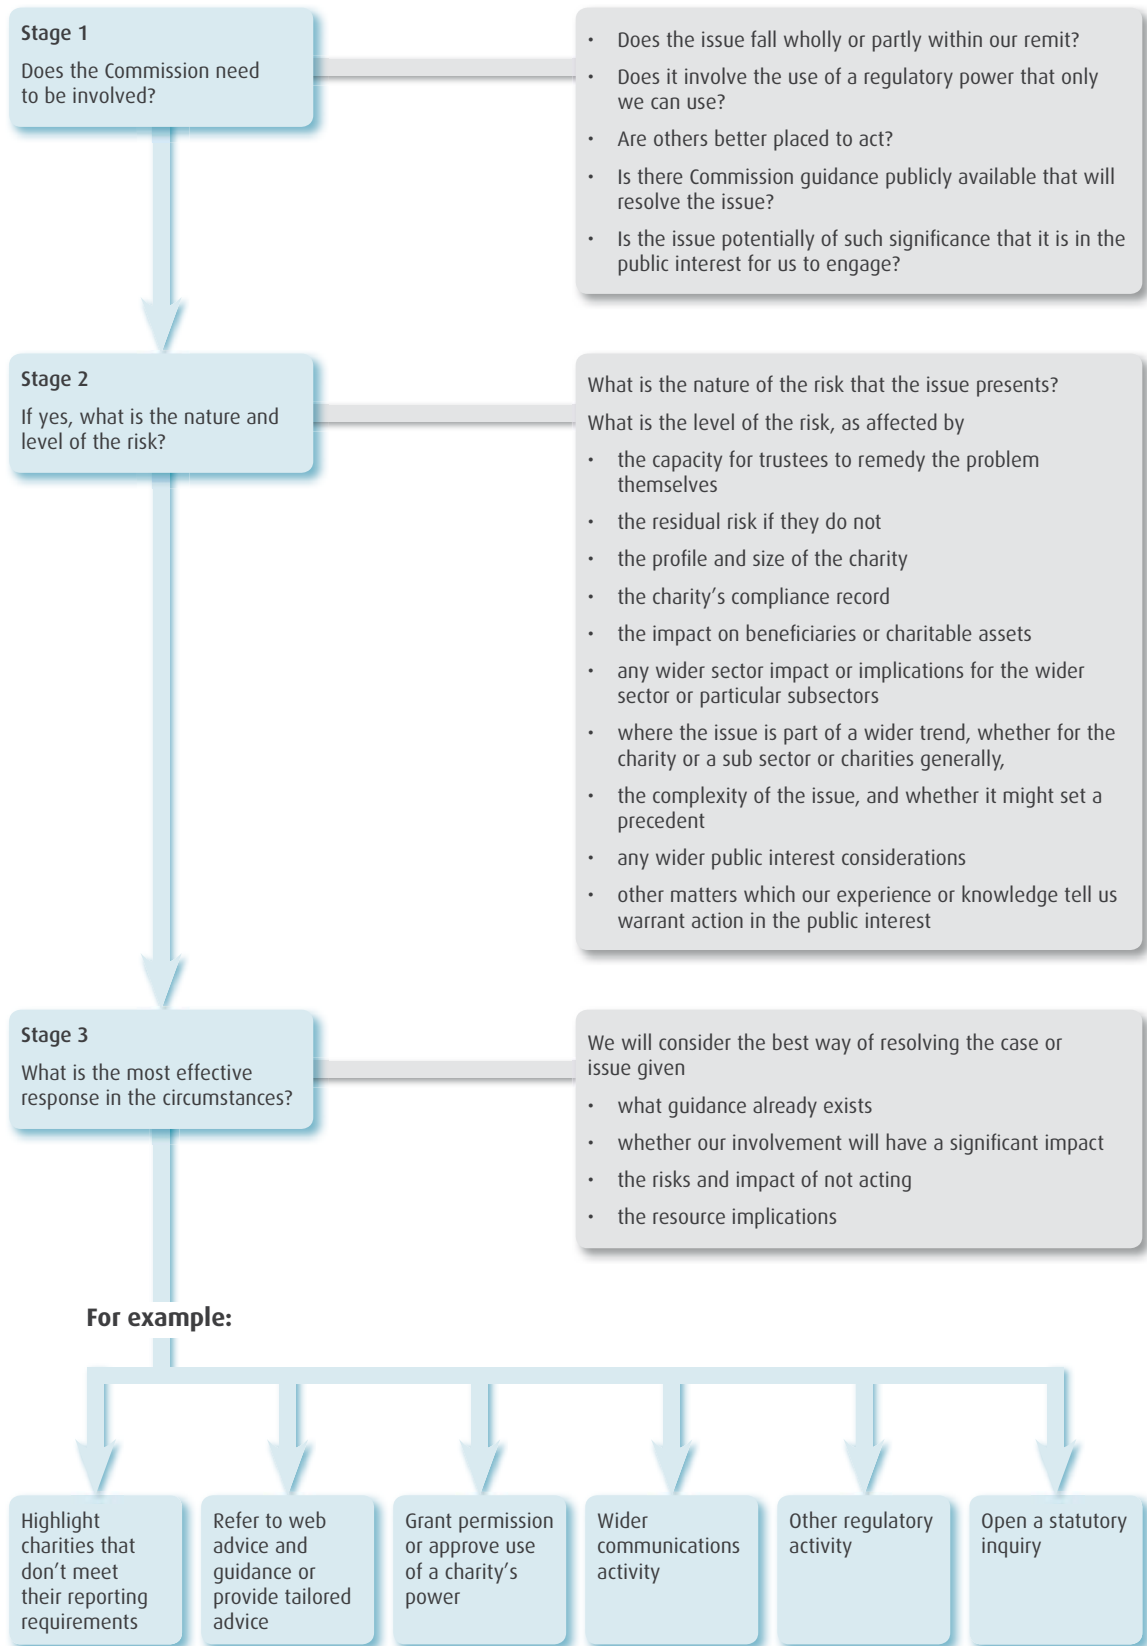 Stage 1
Does the Commission need
to be involved?
• Does the issue fall wholly or partly within our remit?
• Does it involve the use of a regulatory power that only
we can use?
• Are others better placed to act?
• Is there Commission guidance publicly available that will
resolve the issue?
• Is the issue potentially of such significance that it is in the
public interest for us to engage?
Stage 2
If yes, what is the nature and
level of the risk?
What is the nature of the risk that the issue presents?
What is the level of the risk, as affected by
• the capacity for trustees to remedy the problem
themselves
• the residual risk if they do not
• the profile and size of the charity
• the charity’s compliance record
• the impact on beneficiaries or charitable assets
• any wider sector impact or implications for the wider
sector or particular subsectors
• where the issue is part of a wider trend, whether for the
charity or a sub sector or charities generally,
• the complexity of the issue, and whether it might set a
precedent
• any wider public interest considerations
• other matters which our experience or knowledge tell us
warrant action in the public interest
Stage 3
What is the most effective
response in the circumstances?
We will consider the best way of resolving the case or
issue given
• what guidance already exists
• whether our involvement will have a significant impact
• the risks and impact of not acting
• the resource implications
For example:
Highlight
charities that
don’t meet
their reporting
requirements
Refer to web
advice and
guidance or
provide tailored
advice
Grant permission
or approve use
of a charity’s
power
Wider
communications
activity
Other regulatory
activity
Open a statutory
inquiry